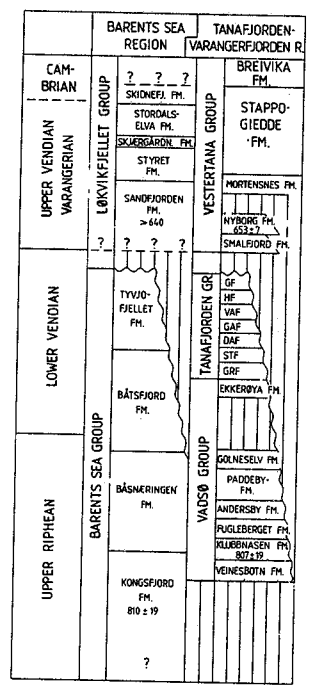 BARENTS SEA
REGION
TANAFJORDEN-
VARANGERFJORDEN R.
CAM-
BRIAN
UPPER VENDIAN
VARANGERIAN
LOWER VENDIAN
UPPER RIPHEAN
LØKVIKFJELLET GROUP
BARENTS SEA GROUP
? ? ?
SKIDNEFJ. FM.
STORDALS-
ELVA FM.
SKJÆRGÅRDN. FM.
STYRET
FM.
SANDFJORDEN
FM.
>640
? ? ? ?
TYVJO-
FJELLET
FM.
BÅTSFJORD
FM.
BÅSNÆRINGEN
FM.
KONGSFJORD
FM.
810 ± 19
?
VESTERTANA GROUP
TANAFJORDEN GR.
VADSØ GROUP
BREIVIKA
FM.
STAPPO-
GIEDDE
FM.
MORTENSNES FM.
NYBORG FM.
653±7
SMALFJORD FM.
GF
HF
VAF
GAF
DAF
STF
GRF
EKKERØYA FM.
GOLNESELV FM.
PADDEBY-
FM.
ANDERSBY FM.
FUGLEBERGET FM.
KLUBBNASEN FM.
807±19
VEINESBOTN FM.